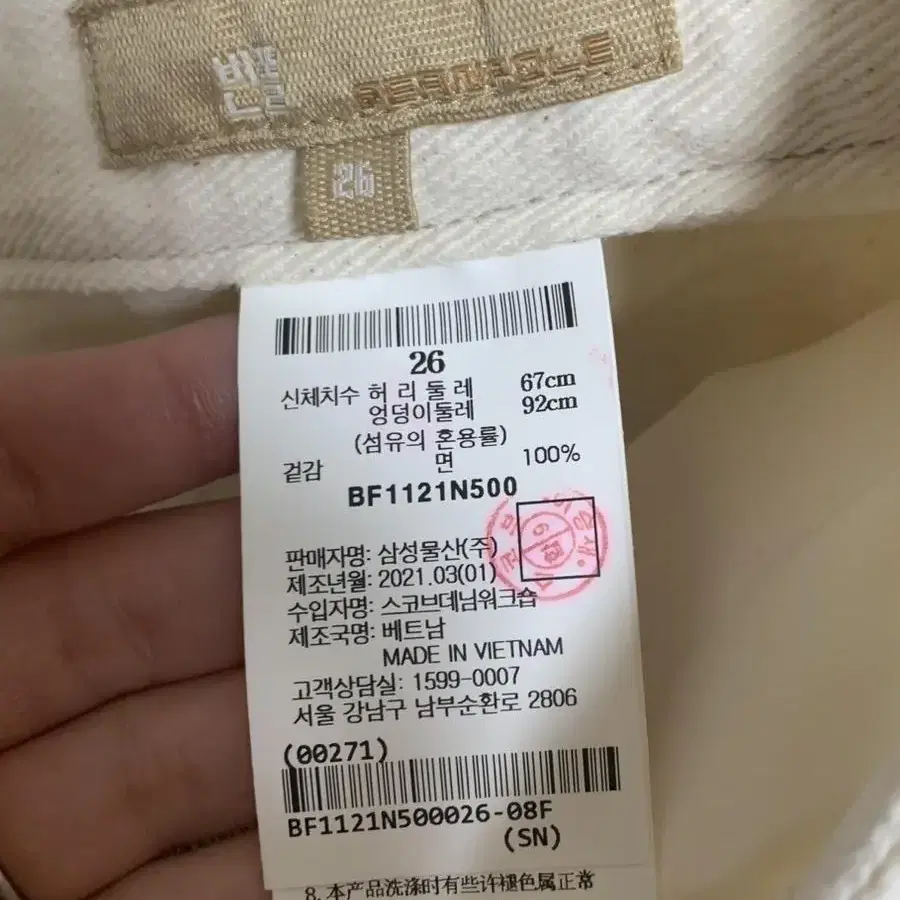 빈폴 BEANPOLE
26
26
신체치수 허 리 둘 레 67cm
엉덩이둘레 92cm
(섬유의 혼용률)
겉감 면 100%
BF1121N500
판매자명: 삼성물산(주)
제조년월: 2021.03(01)
수입자명: 스코브데님워크숍
제조국명: 베트남
MADE IN VIETNAM
고객상담실: 1599-0007
서울 강남구 남부순환로 2806
(00271)
BF1121N500026-08F
(SN)
8. 本产品洗涤时有些许褪色属正常